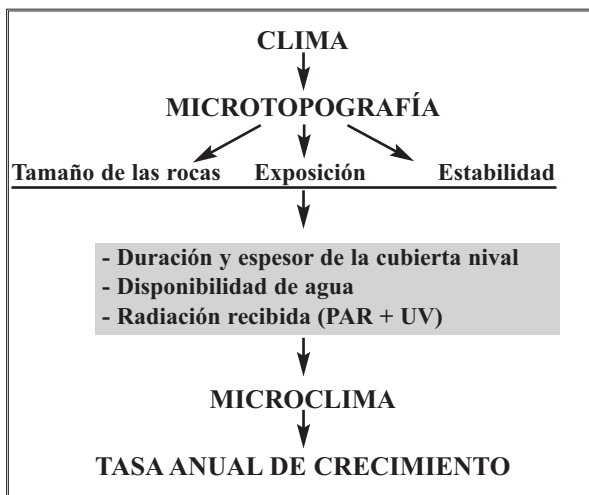 CLIMA
MICROTOPOGRAFÍA
Tamaño de las rocas Exposición Estabilidad
- Duración y espesor de la cubierta nival
- Disponibilidad de agua
- Radiación recibida (PAR + UV)
MICROCLIMA
TASA ANUAL DE CRECIMIENTO